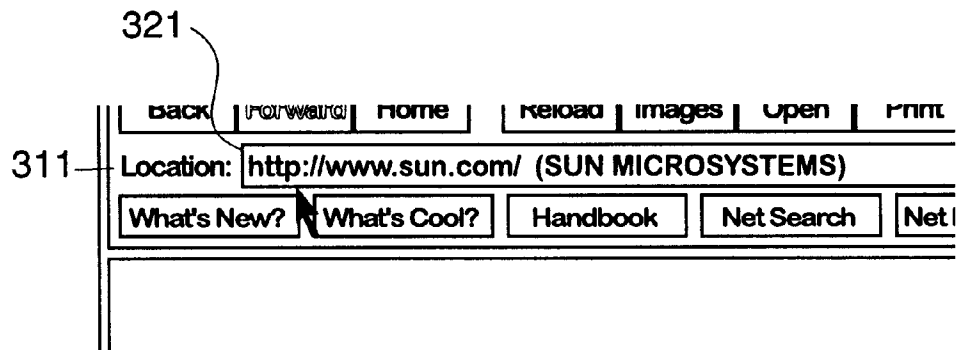 321
Back Forward Home Reload Images Open Print
311 Location: http://www.sun.com/ (SUN MICROSYSTEMS)
What's New? What's Cool? Handbook Net Search Net